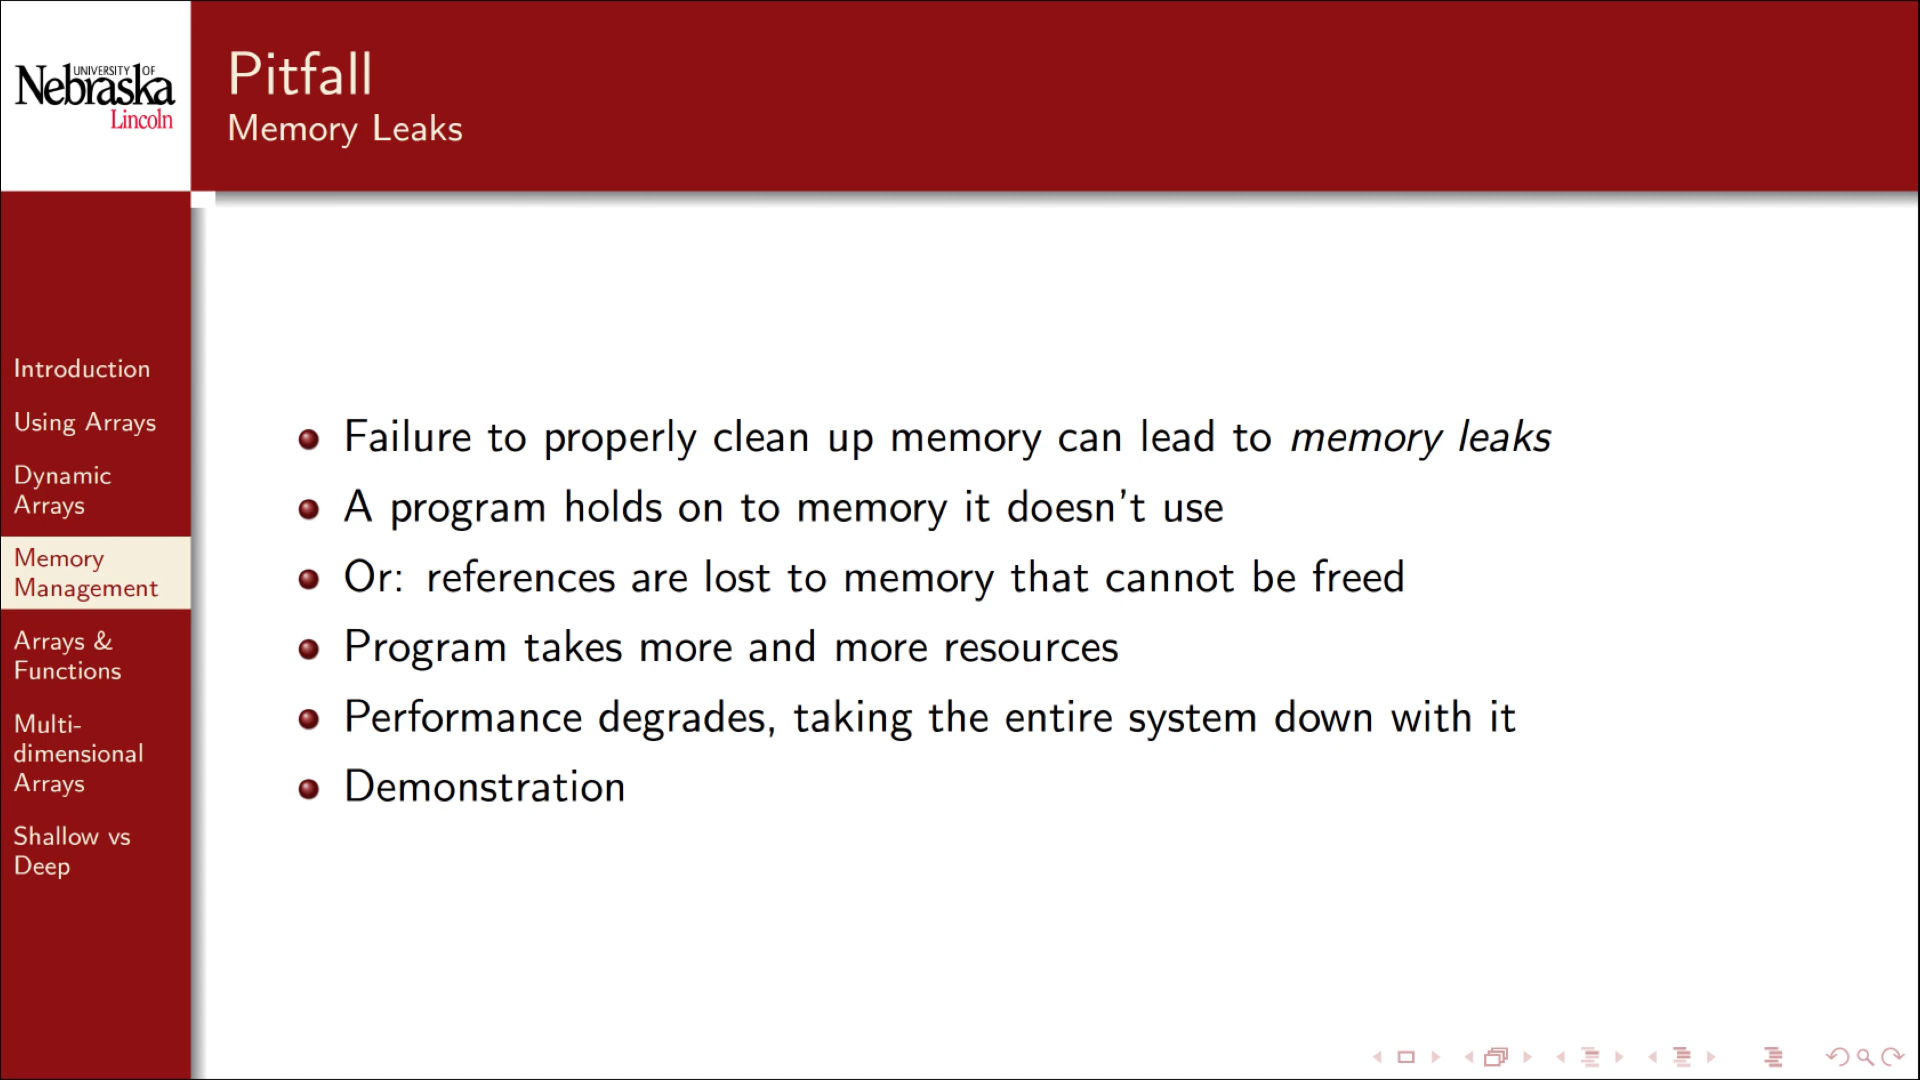 UNIVERSITY OF
Nebraska
Lincoln
Pitfall
Memory Leaks
Introduction
Using Arrays
Dynamic
Arrays
Memory
Management
Arrays &
Functions
Multi-
dimensional
Arrays
Shallow vs
Deep
Failure to properly clean up memory can lead to memory leaks
A program holds on to memory it doesn't use
Or: references are lost to memory that cannot be freed
Program takes more and more resources
Performance degrades, taking the entire system down with it
Demonstration